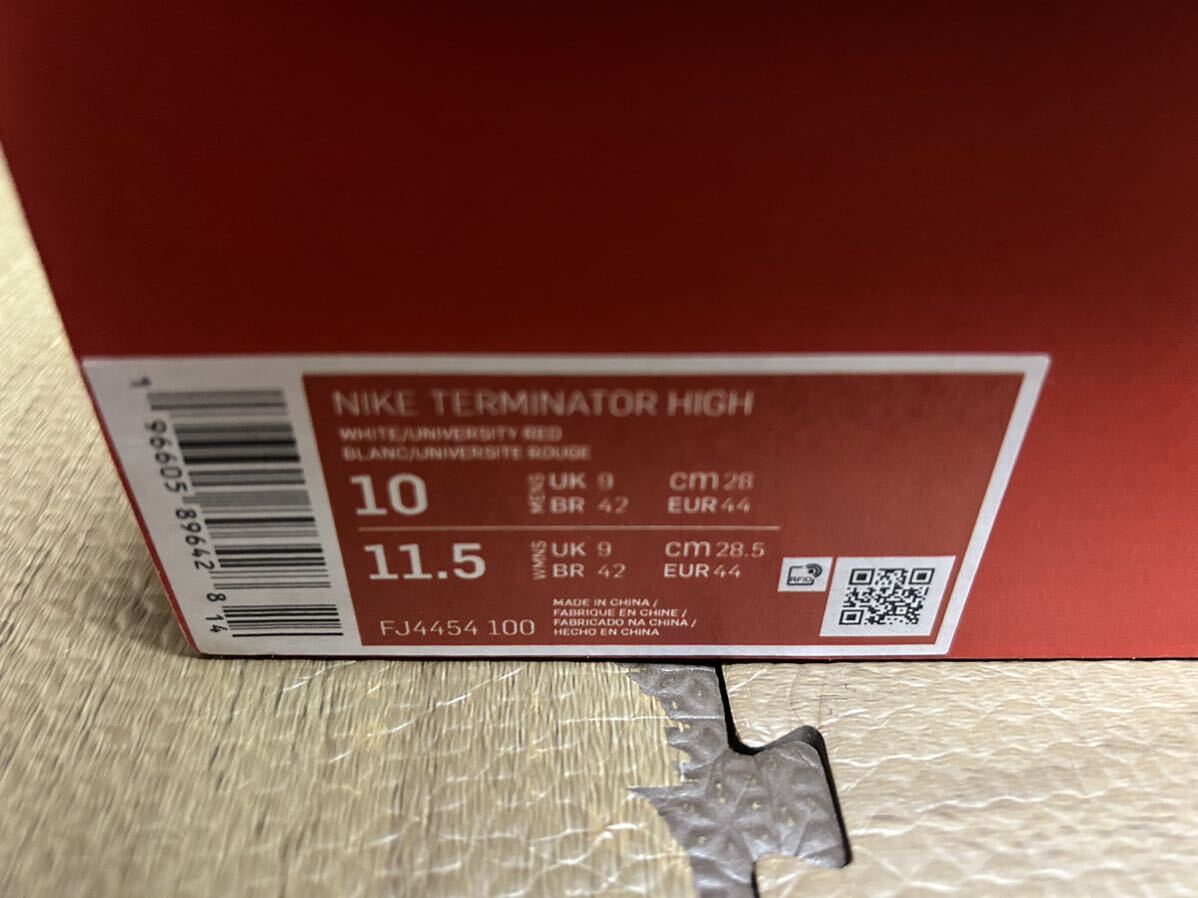 NIKE TERMINATOR HIGH
WHITE/UNIVERSITY RED
BLANC/UNIVERSITE ROUGE
10 MENS UK 9 cm 28
BR 42 EUR 44
11.5 WMNS UK 9 cm 28.5
BR 42 EUR 44
FJ4454 100
MADE IN CHINA /
FABRIQUE EN CHINE /
FABRICADO NA CHINA /
HECHO EN CHINA
RFID
1 96605 89642 8 14